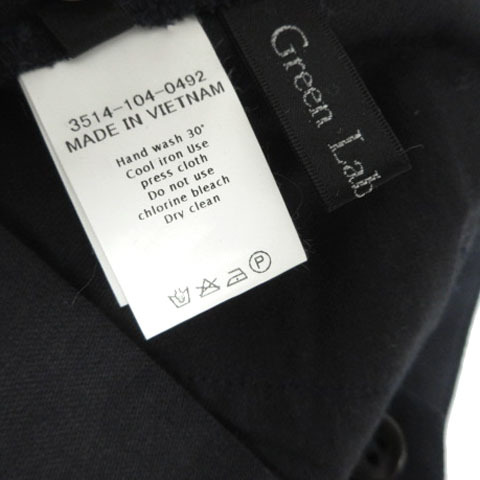 3514-104-0492
MADE IN VIETNAM
Hand wash 30°
Cool iron Use
press cloth
Do not use
chlorine bleach
Dry clean
P
Green Lab